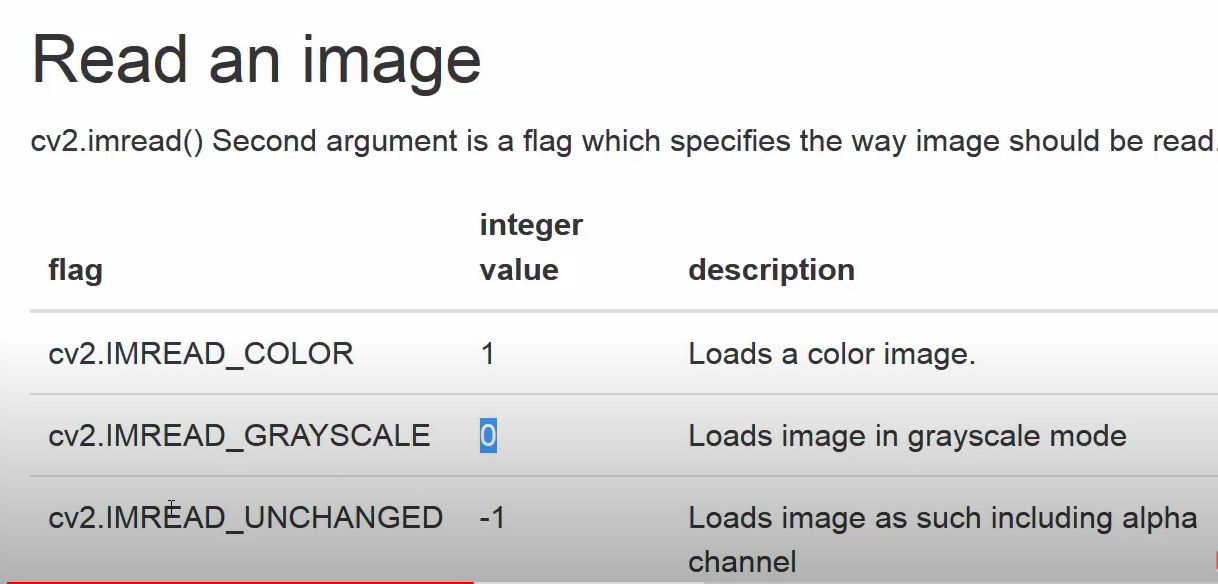 Read an image
cv2.imread() Second argument is a flag which specifies the way image should be read.
integer
flag value description
cv2.IMREAD_COLOR 1 Loads a color image.
cv2.IMREAD_GRAYSCALE 0 Loads image in grayscale mode
cv2.IMREAD_UNCHANGED -1 Loads image as such including alpha
channel